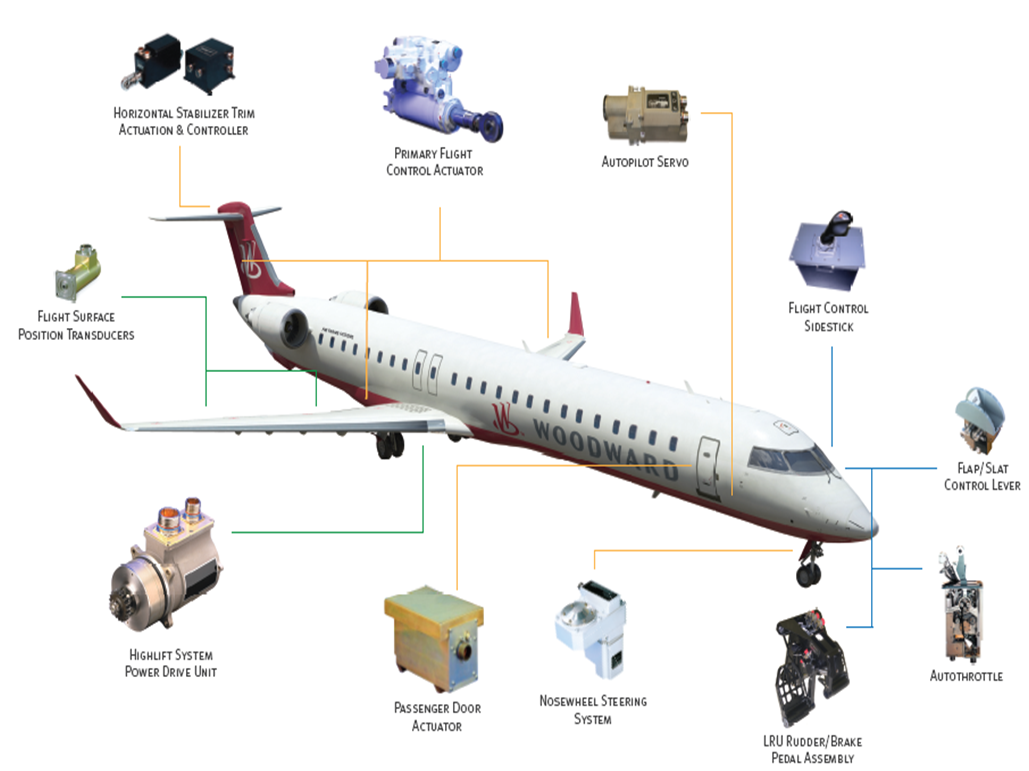 Horizontal Stabilizer Trim
Actuation & Controller
Primary Flight
Control Actuator
Autopilot Servo
Flight Control
Sidestick
Flight Surface
Position Transducers
WOODWARD
Flap/Slat
Control Lever
Highlift System
Power Drive Unit
Passenger Door
Actuator
Nosewheel Steering
System
Autothrottle
LRU Rudder/Brake
Pedal Assembly